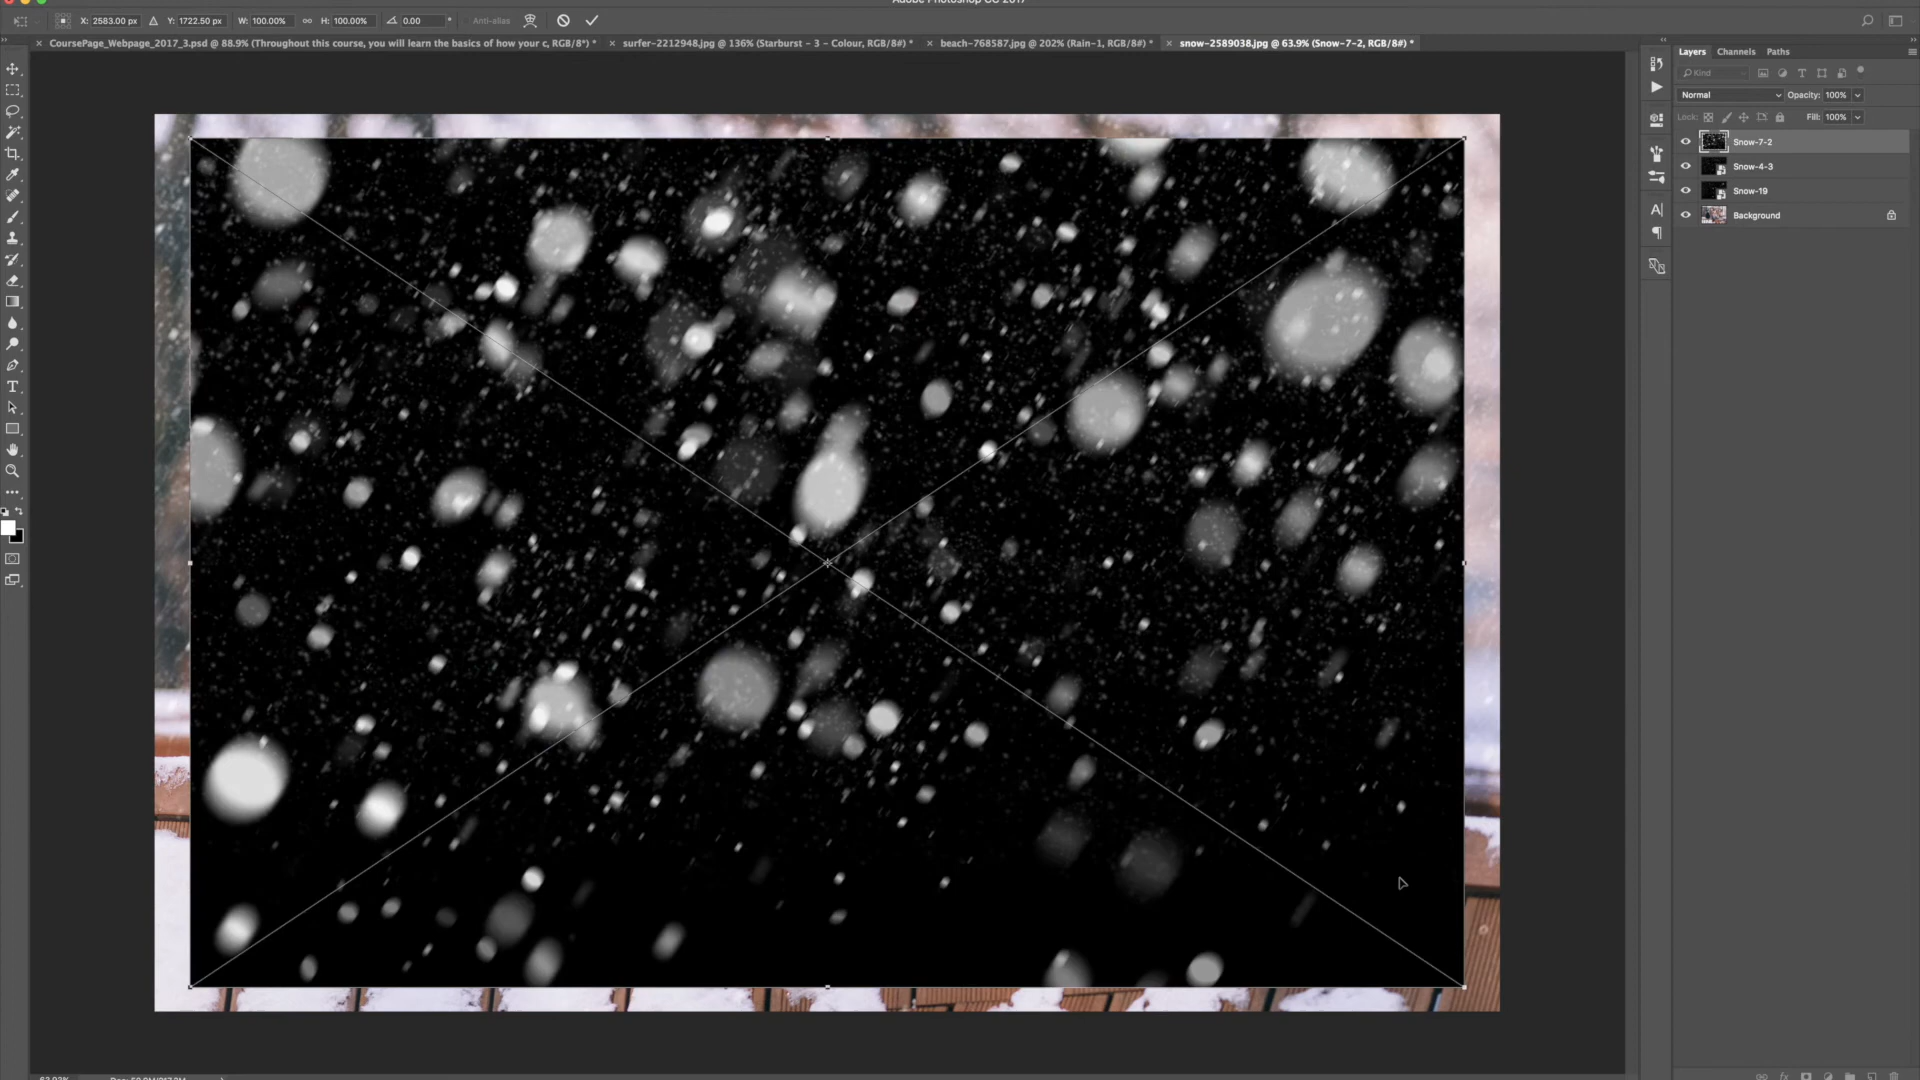 X: 2583.00 px Y: 1722.50 px W: 100.00% H: 100.00% 0.00 ° Anti-alias
CoursePage_Webpage_2017_3.psd @ 88.9% (Throughout this course, you will learn the basics of how your c, RGB/8*) *
surfer-2212948.jpg @ 136% (Starburst - 3 - Colour, RGB/8#) *
beach-768587.jpg @ 202% (Rain-1, RGB/8#) *
snow-2589038.jpg @ 63.9% (Snow-7-2, RGB/8#) *
Layers Channels Paths
Kind
Normal Opacity: 100%
Lock: Fill: 100%
Snow-7-2
Snow-4-3
Snow-19
Background